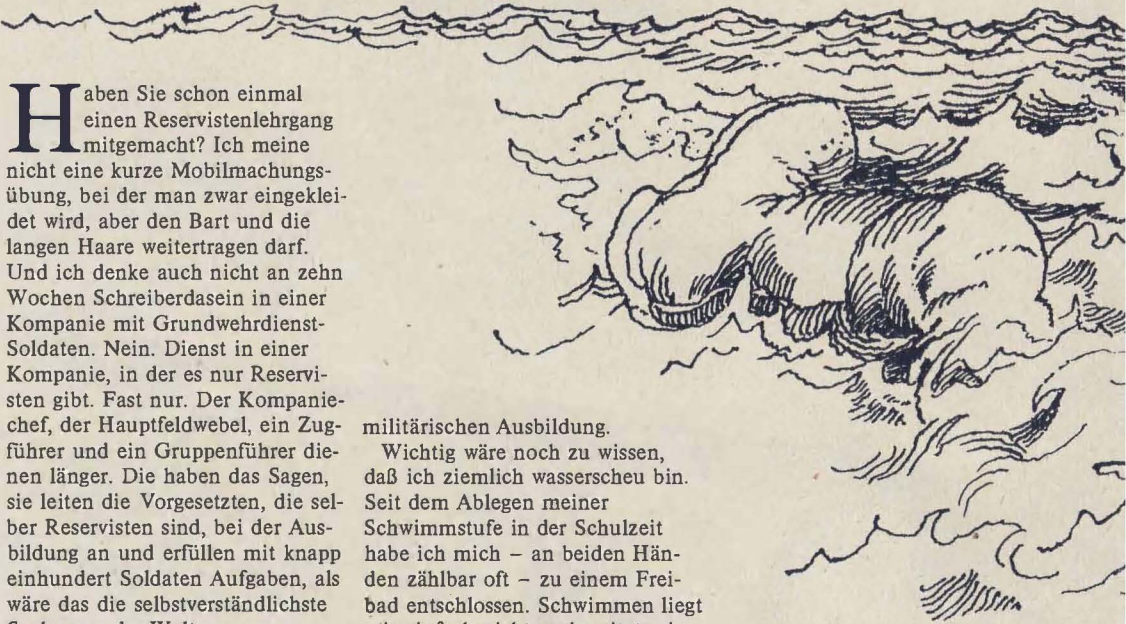 Haben Sie schon einmal
einen Reservistenlehrgang
mitgemacht? Ich meine
nicht eine kurze Mobilmachungs-
übung, bei der man zwar eingeklei-
det wird, aber den Bart und die
langen Haare weitertragen darf.
Und ich denke auch nicht an zehn
Wochen Schreiberdasein in einer
Kompanie mit Grundwehrdienst-
Soldaten. Nein. Dienst in einer
Kompanie, in der es nur Reservi-
sten gibt. Fast nur. Der Kompanie-
chef, der Hauptfeldwebel, ein Zug-
führer und ein Gruppenführer die-
nen länger. Die haben das Sagen,
sie leiten die Vorgesetzten, die sel-
ber Reservisten sind, bei der Aus-
bildung an und erfüllen mit knapp
einhundert Soldaten Aufgaben, als
wäre das die selbstverständlichste
militärischen Ausbildung.
Wichtig wäre noch zu wissen,
daß ich ziemlich wasserscheu bin.
Seit dem Ablegen meiner
Schwimmstufe in der Schulzeit
habe ich mich – an beiden Hän-
den zählbar oft – zu einem Frei-
bad entschlossen. Schwimmen liegt